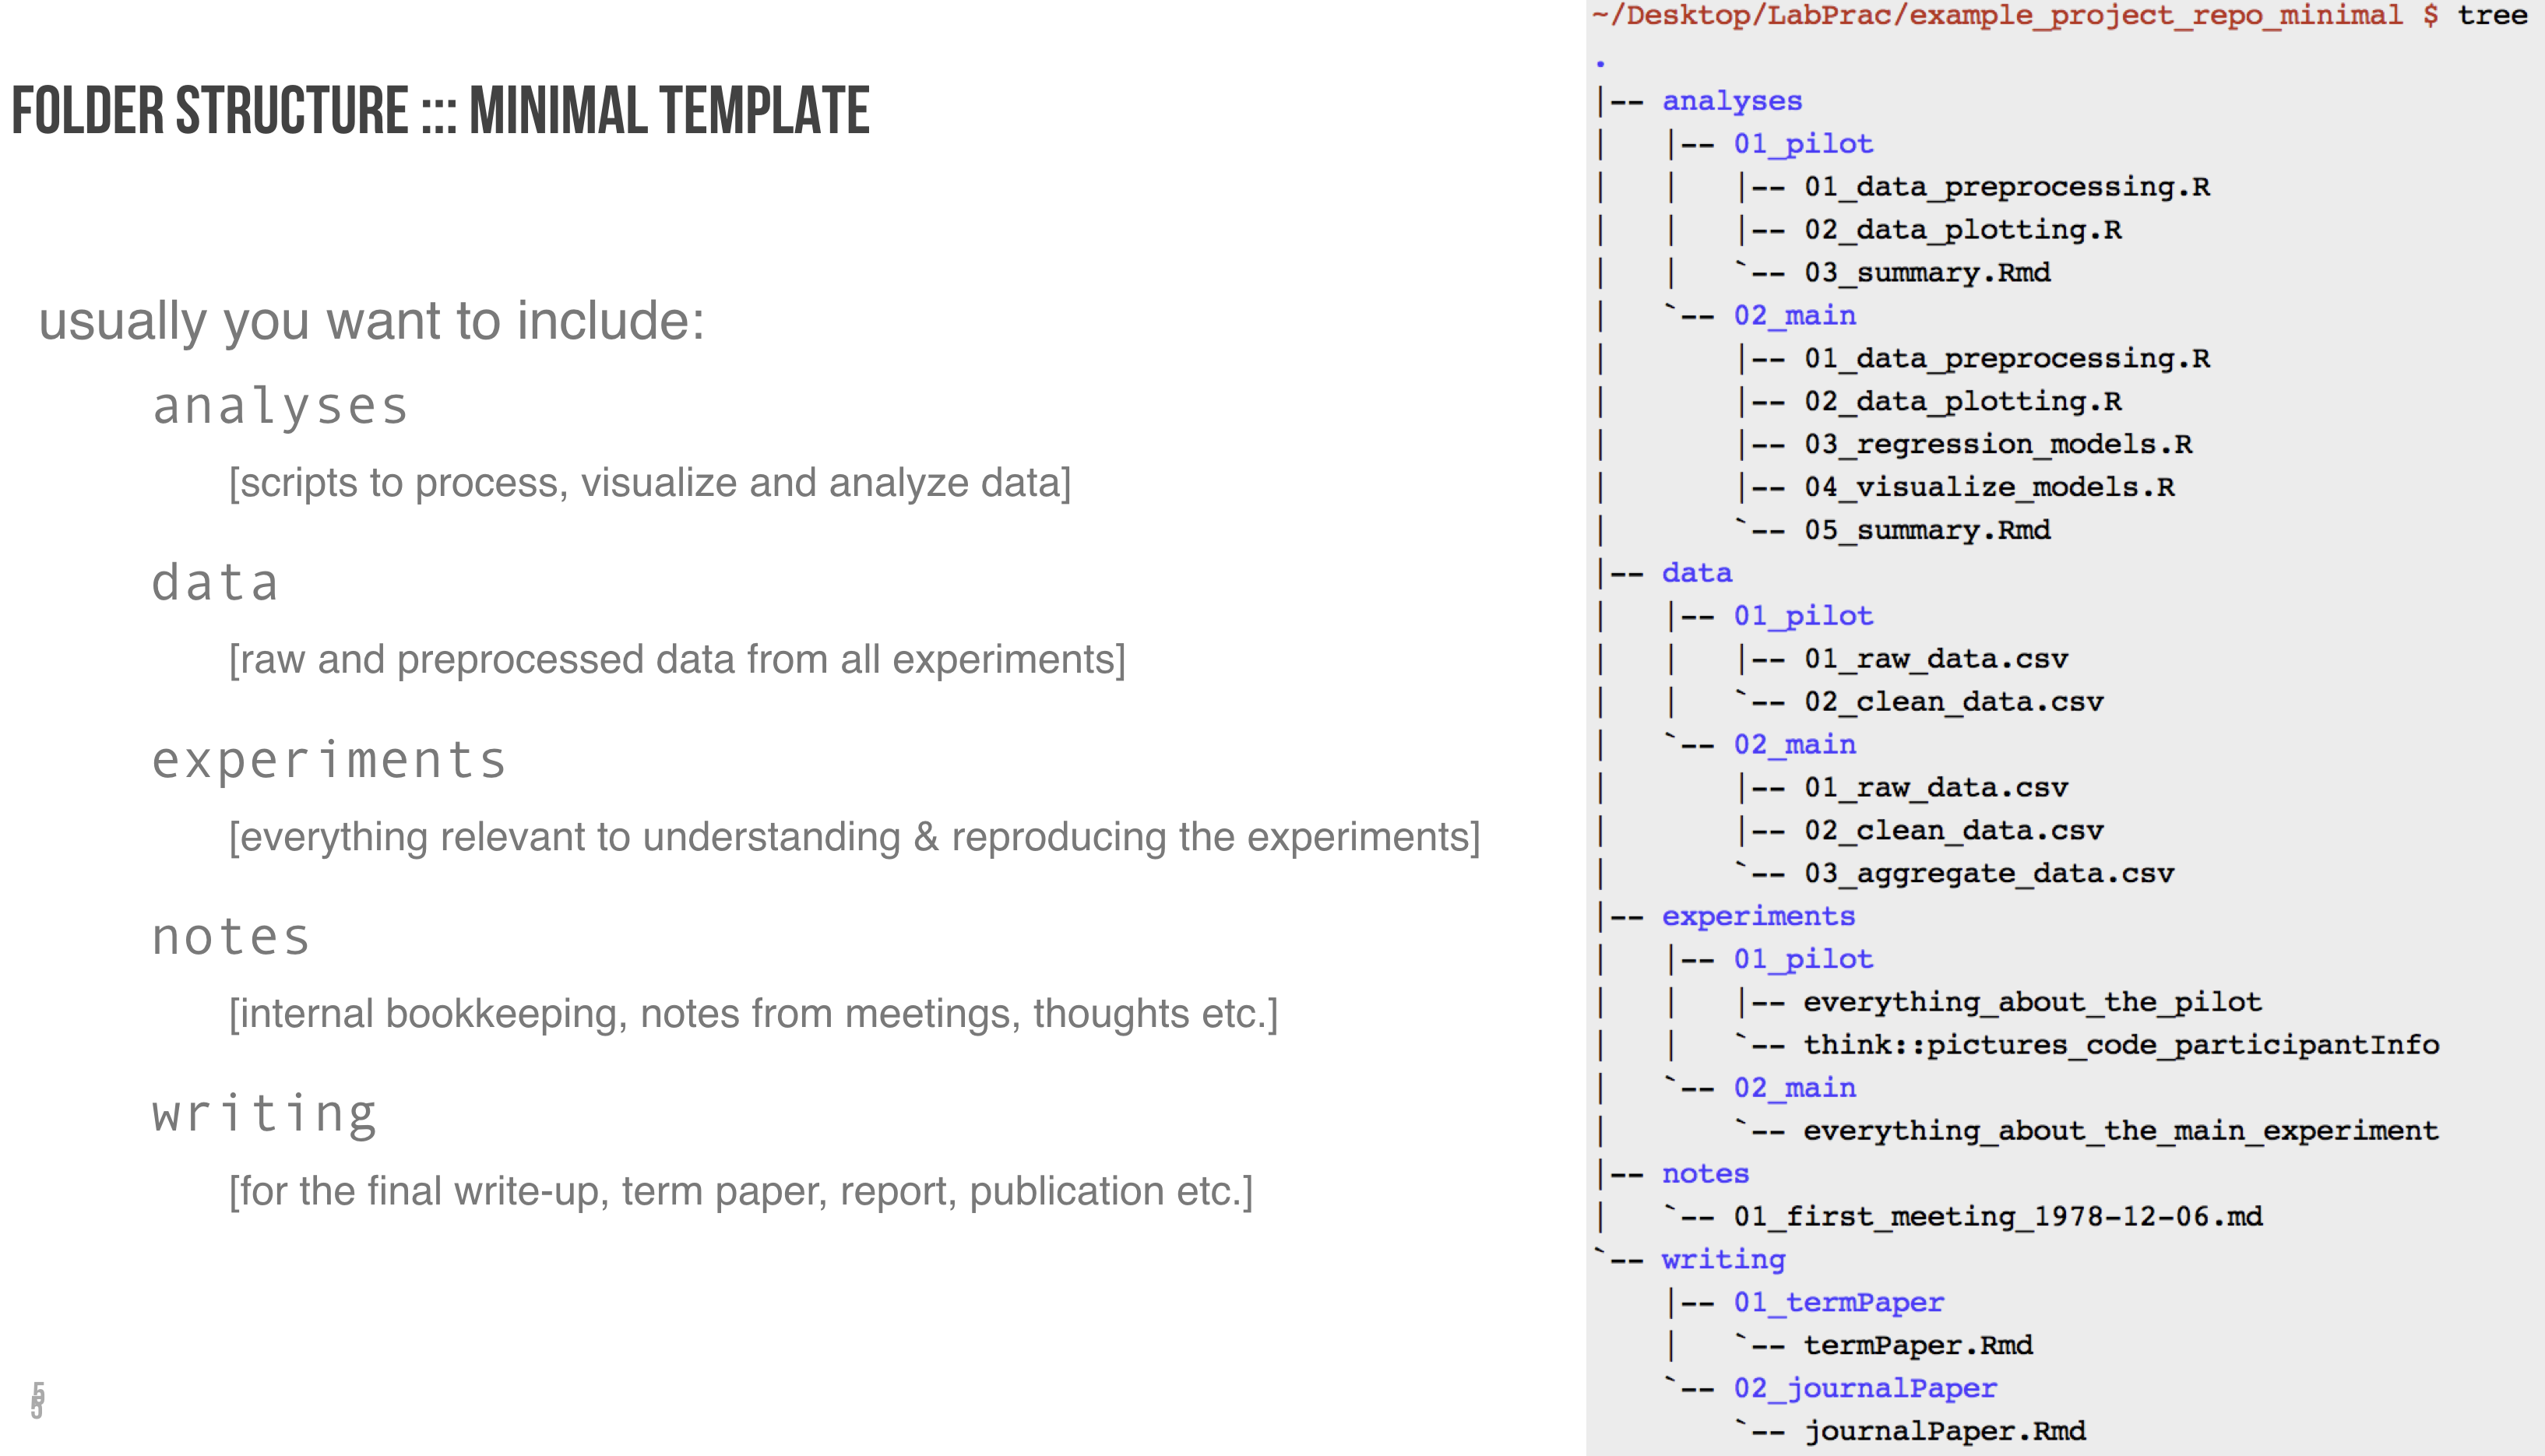 FOLDER STRUCTURE ::: MINIMAL TEMPLATE
usually you want to include:
analyses
[scripts to process, visualize and analyze data]
data
[raw and preprocessed data from all experiments]
experiments
[everything relevant to understanding & reproducing the experiments]
notes
[internal bookkeeping, notes from meetings, thoughts etc.]
writing
[for the final write-up, term paper, report, publication etc.]
5
5
~/Desktop/LabPrac/example_project_repo_minimal $ tree
.
|-- analyses
|   |-- 01_pilot
|   |   |-- 01_data_preprocessing.R
|   |   |-- 02_data_plotting.R
|   |   `-- 03_summary.Rmd
|   `-- 02_main
|       |-- 01_data_preprocessing.R
|       |-- 02_data_plotting.R
|       |-- 03_regression_models.R
|       |-- 04_visualize_models.R
|       `-- 05_summary.Rmd
|-- data
|   |-- 01_pilot
|   |   |-- 01_raw_data.csv
|   |   `-- 02_clean_data.csv
|   `-- 02_main
|       |-- 01_raw_data.csv
|       |-- 02_clean_data.csv
|       `-- 03_aggregate_data.csv
|-- experiments
|   |-- 01_pilot
|   |   |-- everything_about_the_pilot
|   |   `-- think::pictures_code_participantInfo
|   `-- 02_main
|       `-- everything_about_the_main_experiment
|-- notes
|   `-- 01_first_meeting_1978-12-06.md
`-- writing
    |-- 01_termPaper
    |   `-- termPaper.Rmd
    `-- 02_journalPaper
        `-- journalPaper.Rmd